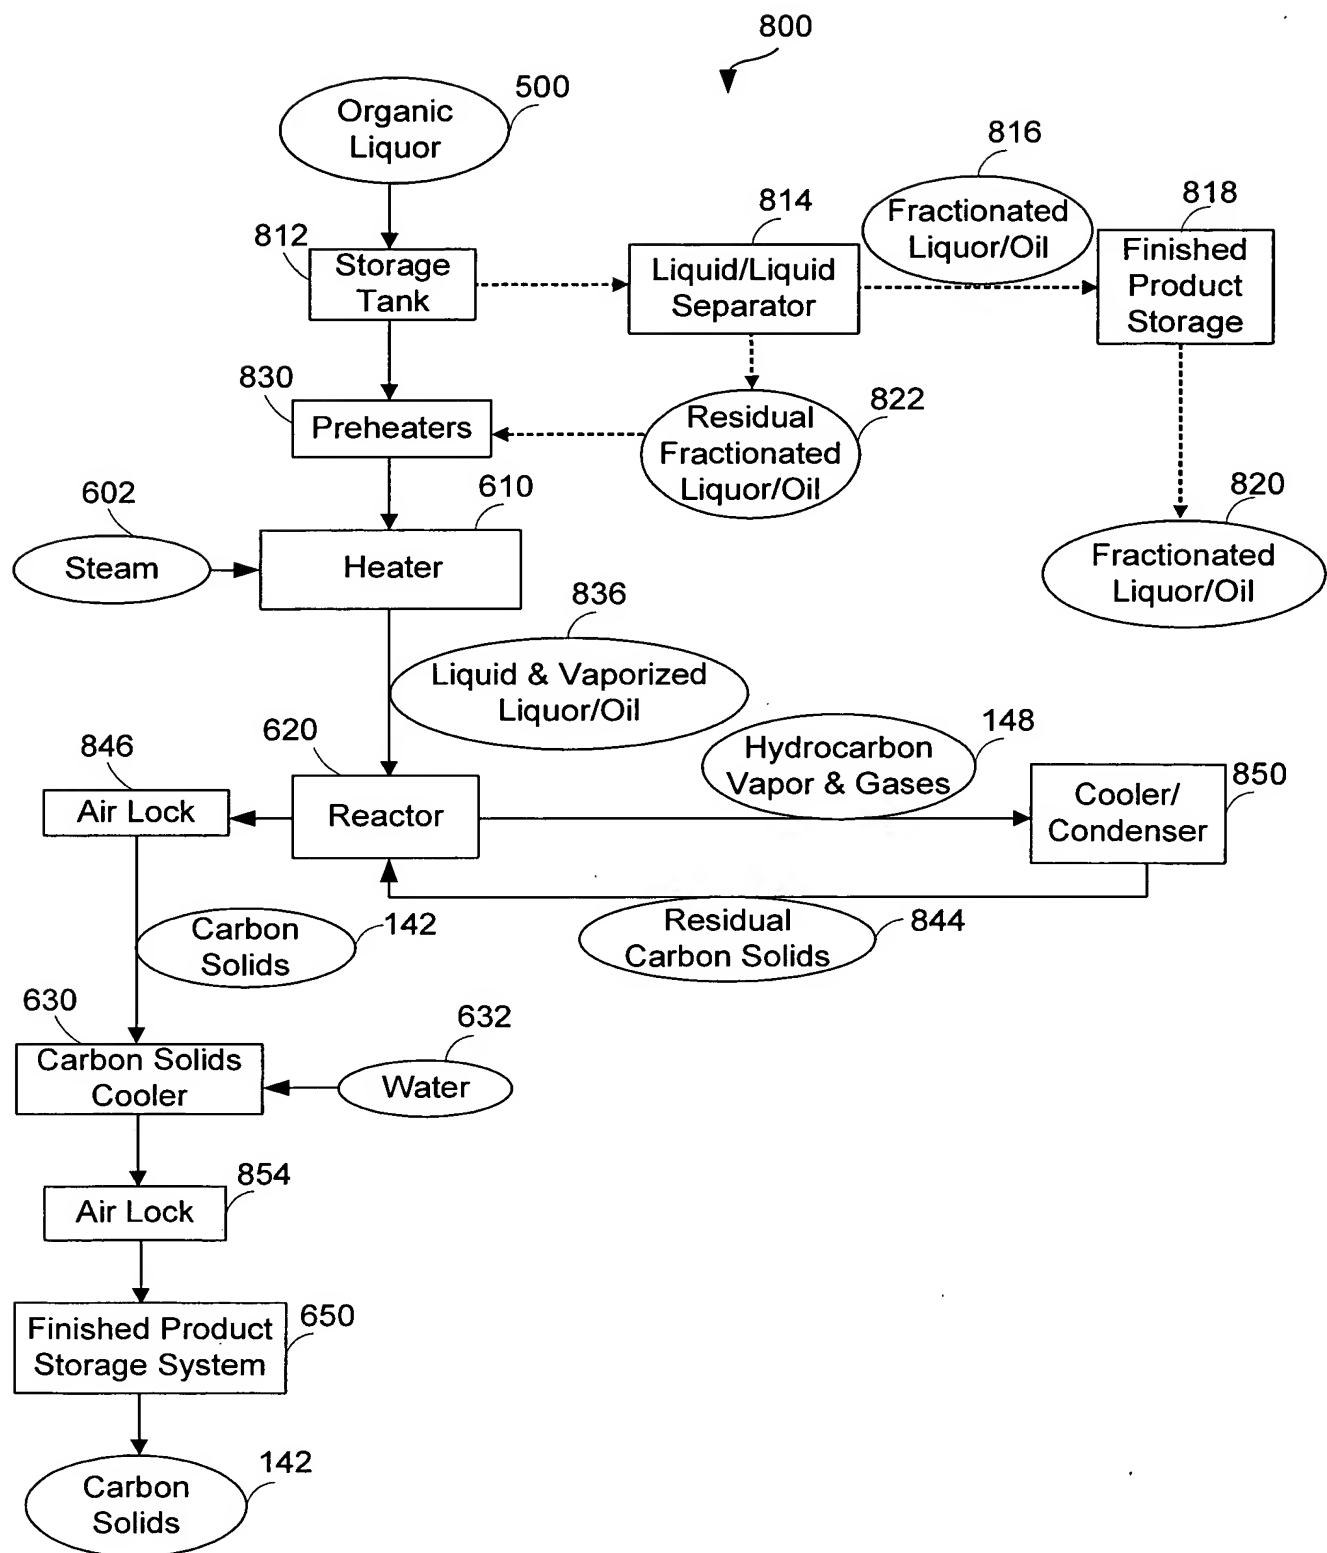 800
500
Organic
Liquor
816
Fractionated
Liquor/Oil
818
Finished
Product
Storage
814
Liquid/Liquid
Separator
812
Storage
Tank
830
Preheaters
822
Residual
Fractionated
Liquor/Oil
820
Fractionated
Liquor/Oil
602
Steam
610
Heater
836
Liquid & Vaporized
Liquor/Oil
148
Hydrocarbon
Vapor & Gases
846
Air Lock
620
Reactor
850
Cooler/
Condenser
844
Residual
Carbon Solids
142
Carbon
Solids
630
Carbon Solids
Cooler
632
Water
854
Air Lock
650
Finished Product
Storage System
142
Carbon
Solids